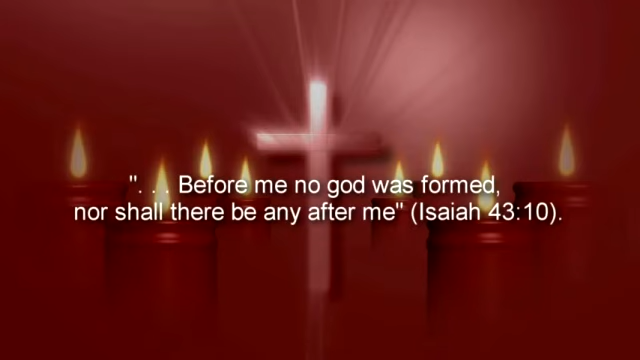 ". . . Before me no god was formed,
nor shall there be any after me" (Isaiah 43:10).